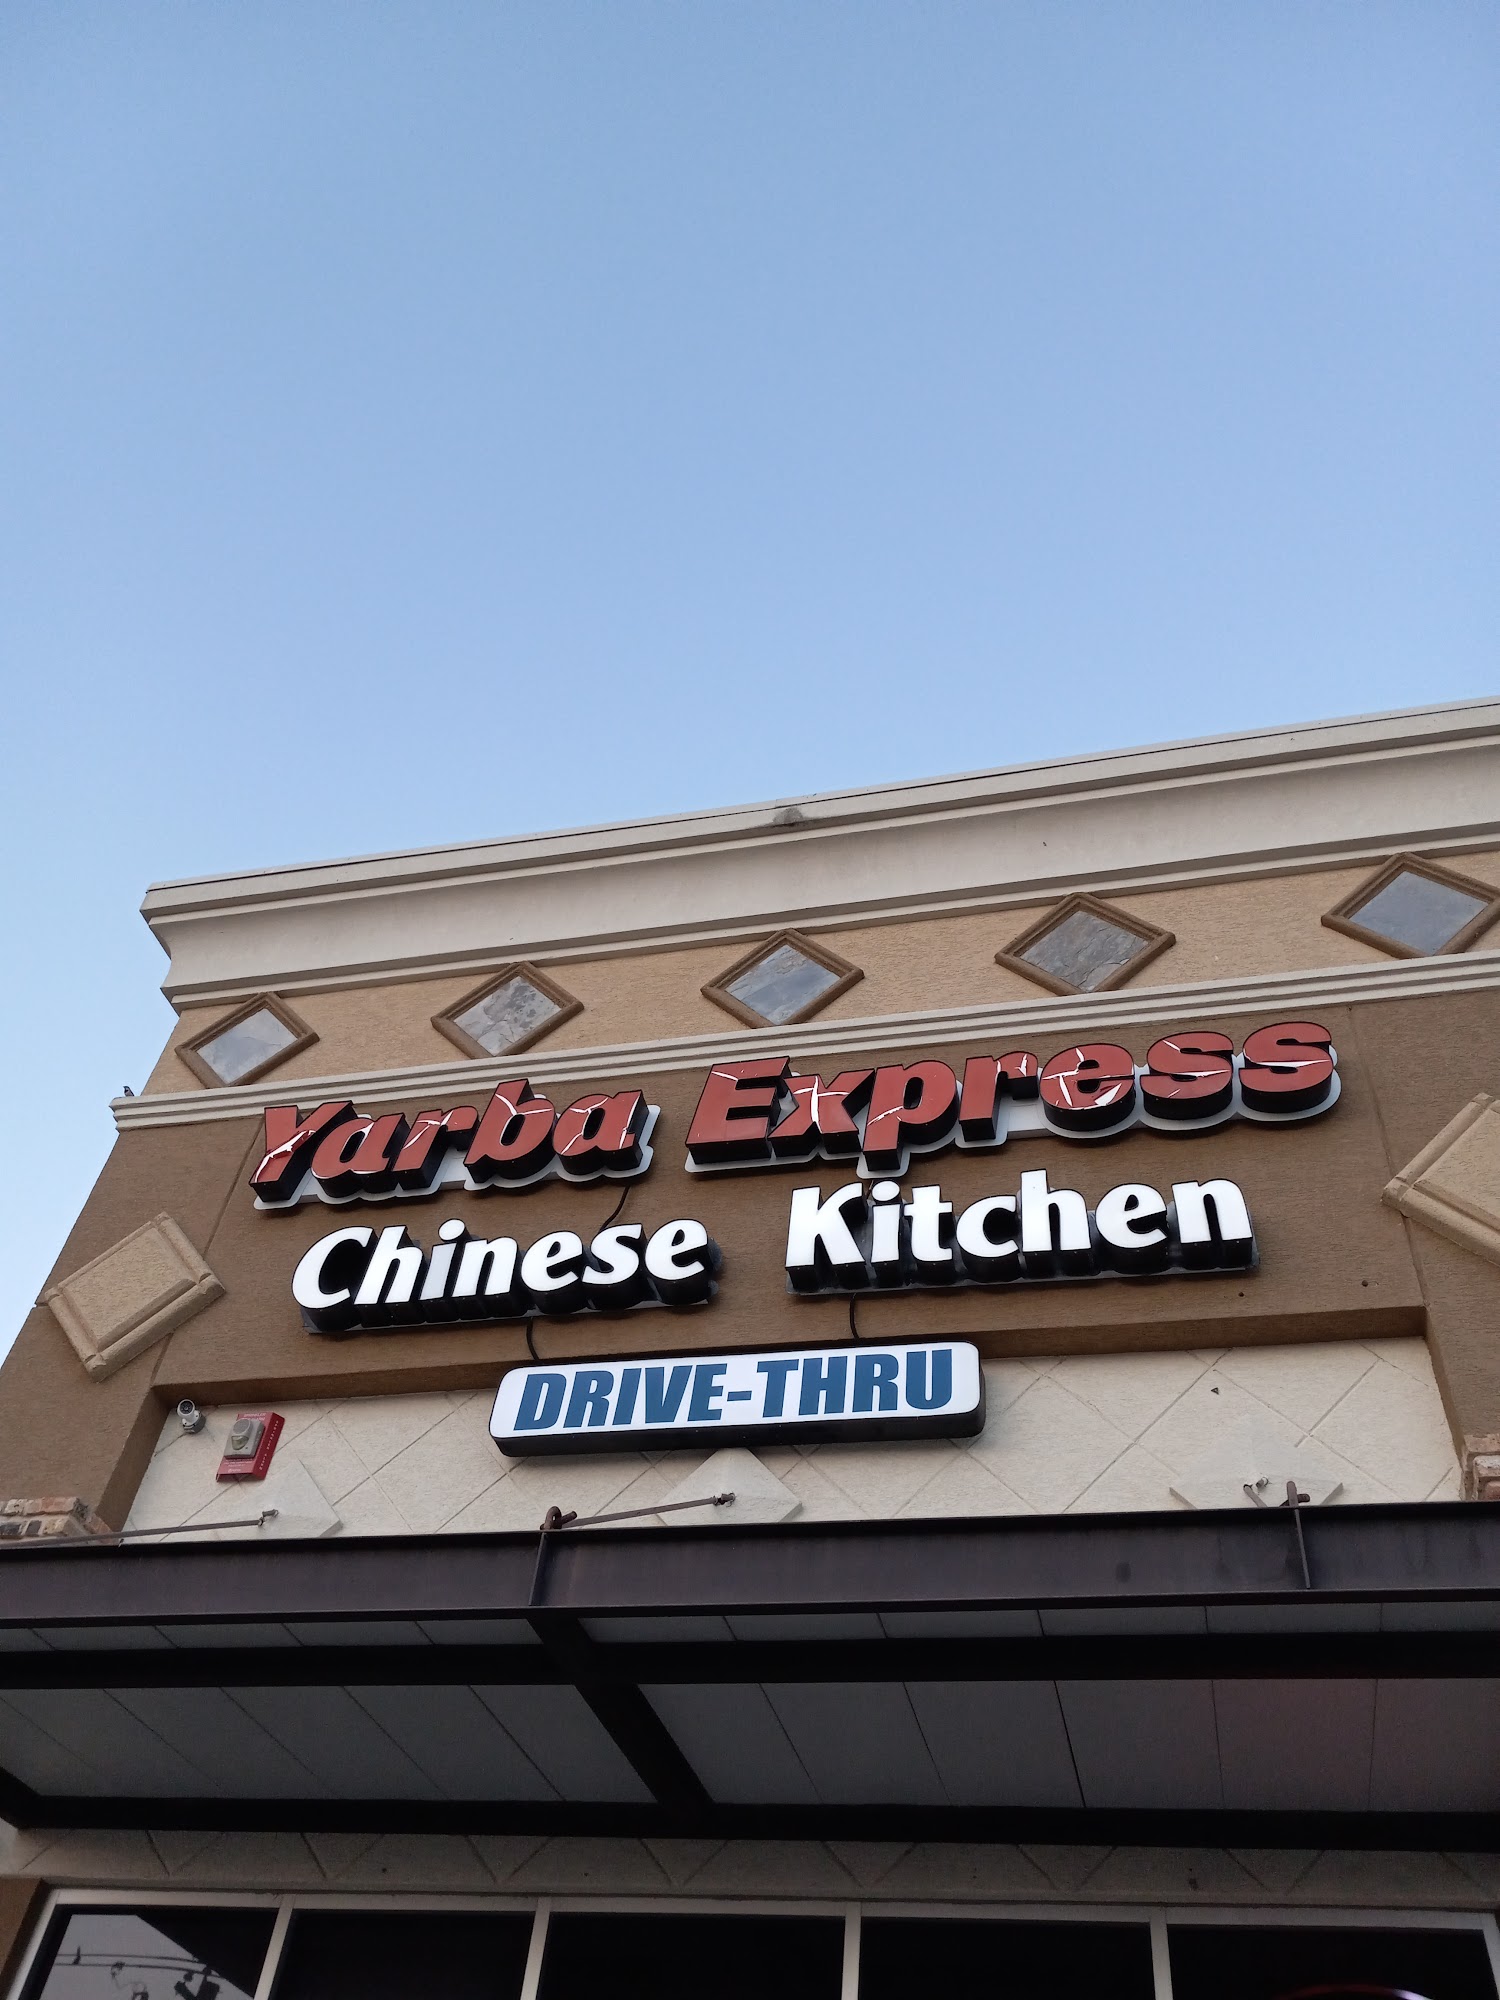 Yarba Express
Chinese Kitchen
DRIVE-THRU